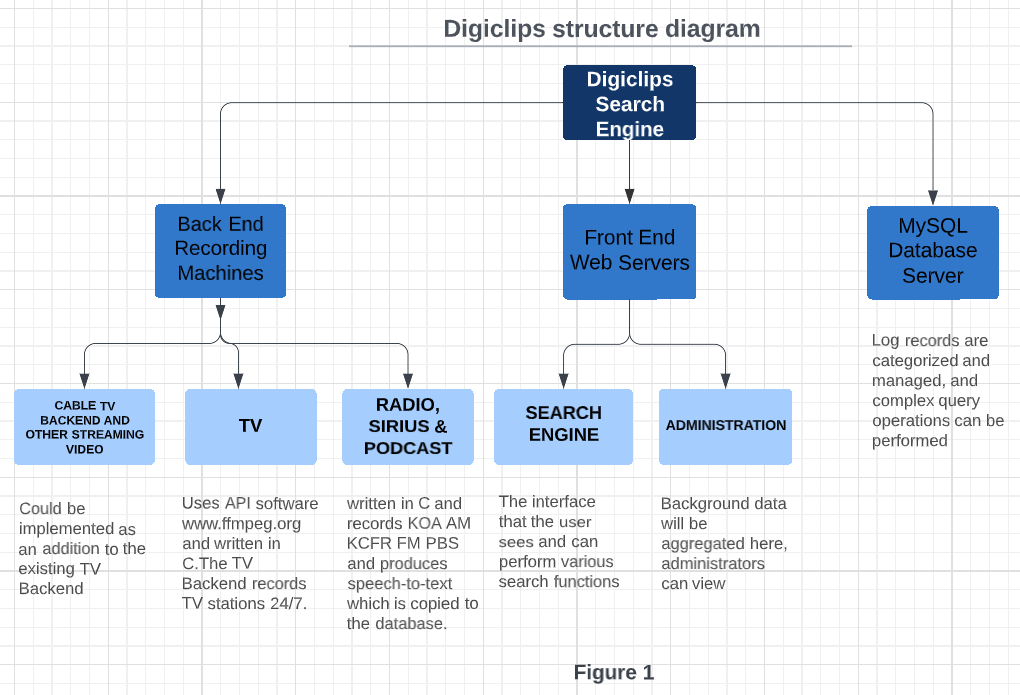 Digiclips structure diagram
Digiclips
Search
Engine
Back End
Recording
Machines
Front End
Web Servers
MySQL
Database
Server
Log records are
categorized and
managed, and
complex query
operations can be
performed
CABLE TV
BACKEND AND
OTHER STREAMING
VIDEO
TV
RADIO,
SIRIUS &
PODCAST
SEARCH
ENGINE
ADMINISTRATION
Could be
implemented as
an addition to the
existing TV
Backend
Uses API software
www.ffmpeg.org
and written in
C.The TV
Backend records
TV stations 24/7.
written in C and
records KOA AM
KCFR FM PBS
and produces
speech-to-text
which is copied to
the database.
The interface
that the user
sees and can
perform various
search functions
Background data
will be
aggregated here,
administrators
can view
Figure 1